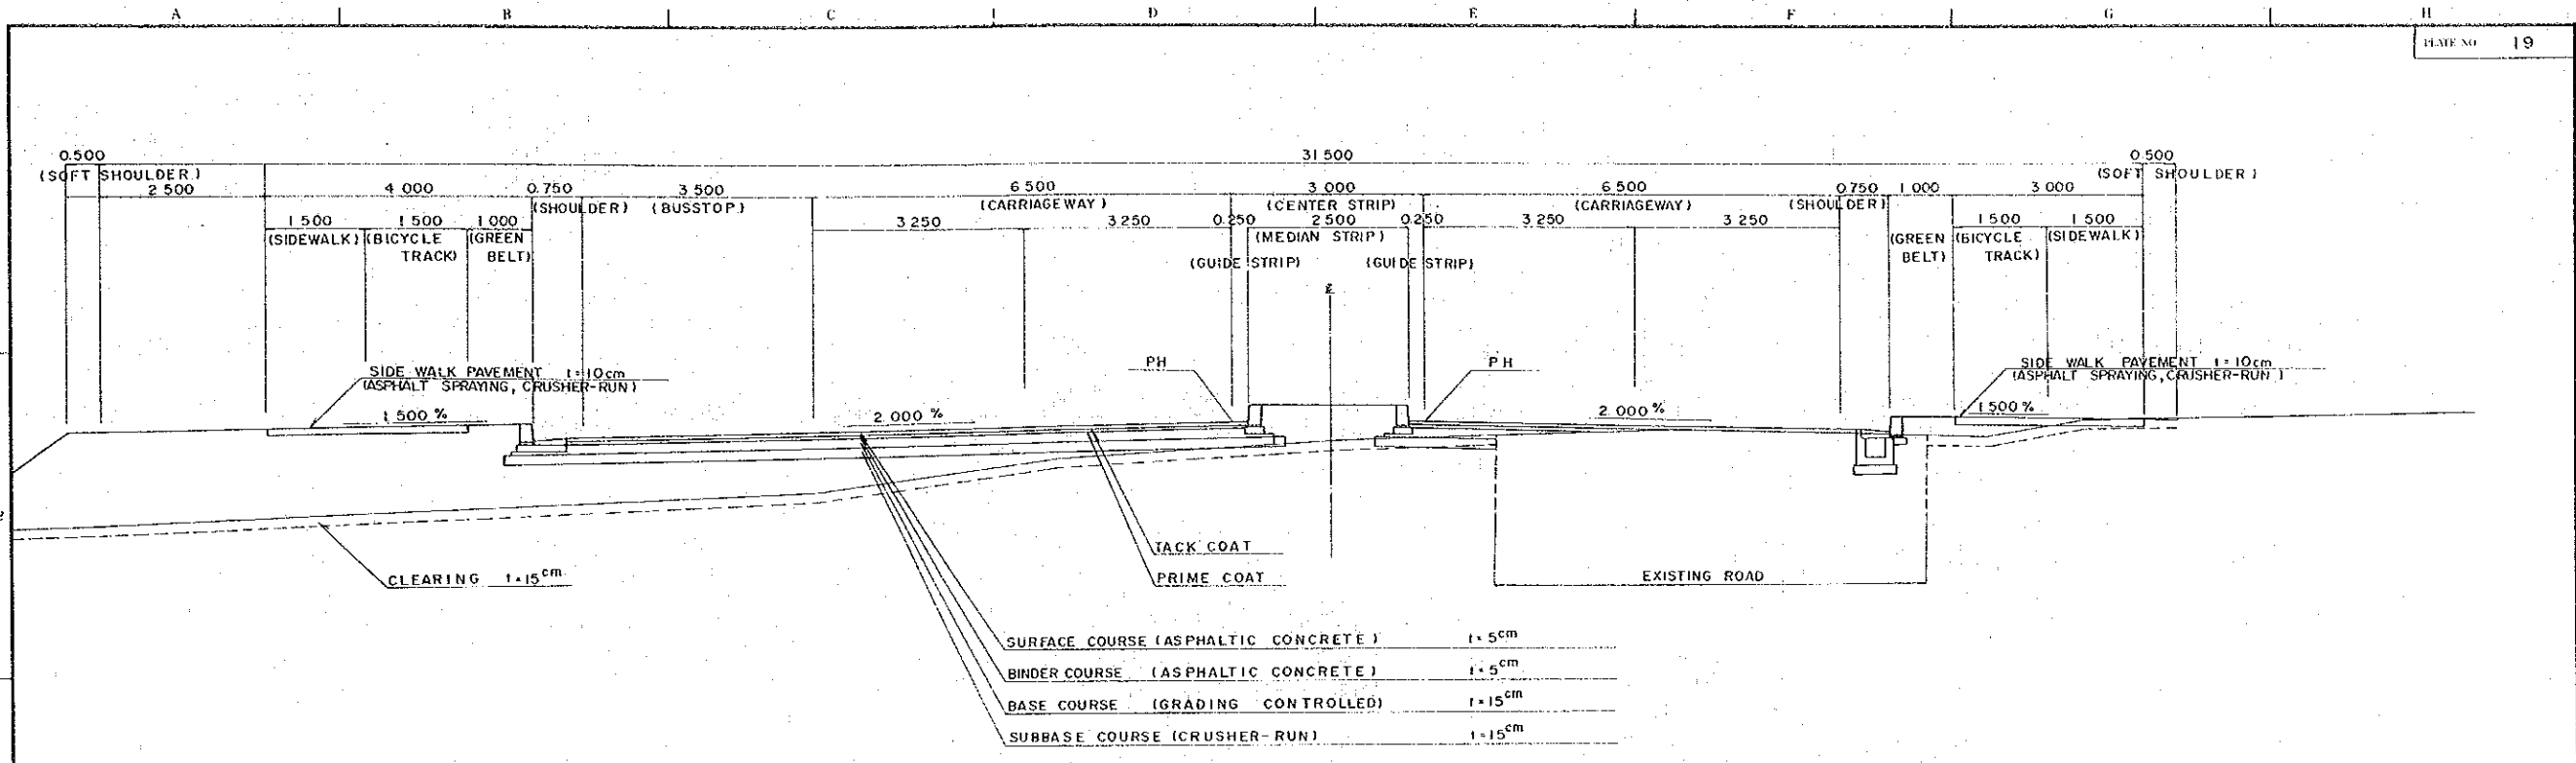 A B C D E F G H
PLATE NO 19
0.500 31 500 0.500
(SOFT SHOULDER) (SOFT SHOULDER)
2 500 4 000 0.750 3 500 6 500 3 000 6 500 0.750 1 000 3 000
(SHOULDER) (BUSSTOP) (CARRIAGEWAY) (CENTER STRIP) (CARRIAGEWAY) (SHOULDER)
1 500 1 500 1 000 3 250 3 250 0.250 2 500 0.250 3 250 3 250 1 500 1 500
(SIDEWALK) (BICYCLE TRACK) (GREEN BELT) (MEDIAN STRIP) (GREEN BELT) (BICYCLE TRACK) (SIDEWALK)
(GUIDE STRIP) (GUIDE STRIP)
PH PH
SIDE WALK PAVEMENT t=10cm
(ASPHALT SPRAYING, CRUSHER-RUN)
SIDE WALK PAVEMENT t=10cm
(ASPHALT SPRAYING, CRUSHER-RUN)
1 500 % 2 000 % 2 000 % 1 500 %
TACK COAT
PRIME COAT
CLEARING t=15cm
EXISTING ROAD
SURFACE COURSE (ASPHALTIC CONCRETE) t=5cm
BINDER COURSE (ASPHALTIC CONCRETE) t=5cm
BASE COURSE (GRADING CONTROLLED) t=15cm
SUBBASE COURSE (CRUSHER-RUN) t=15cm